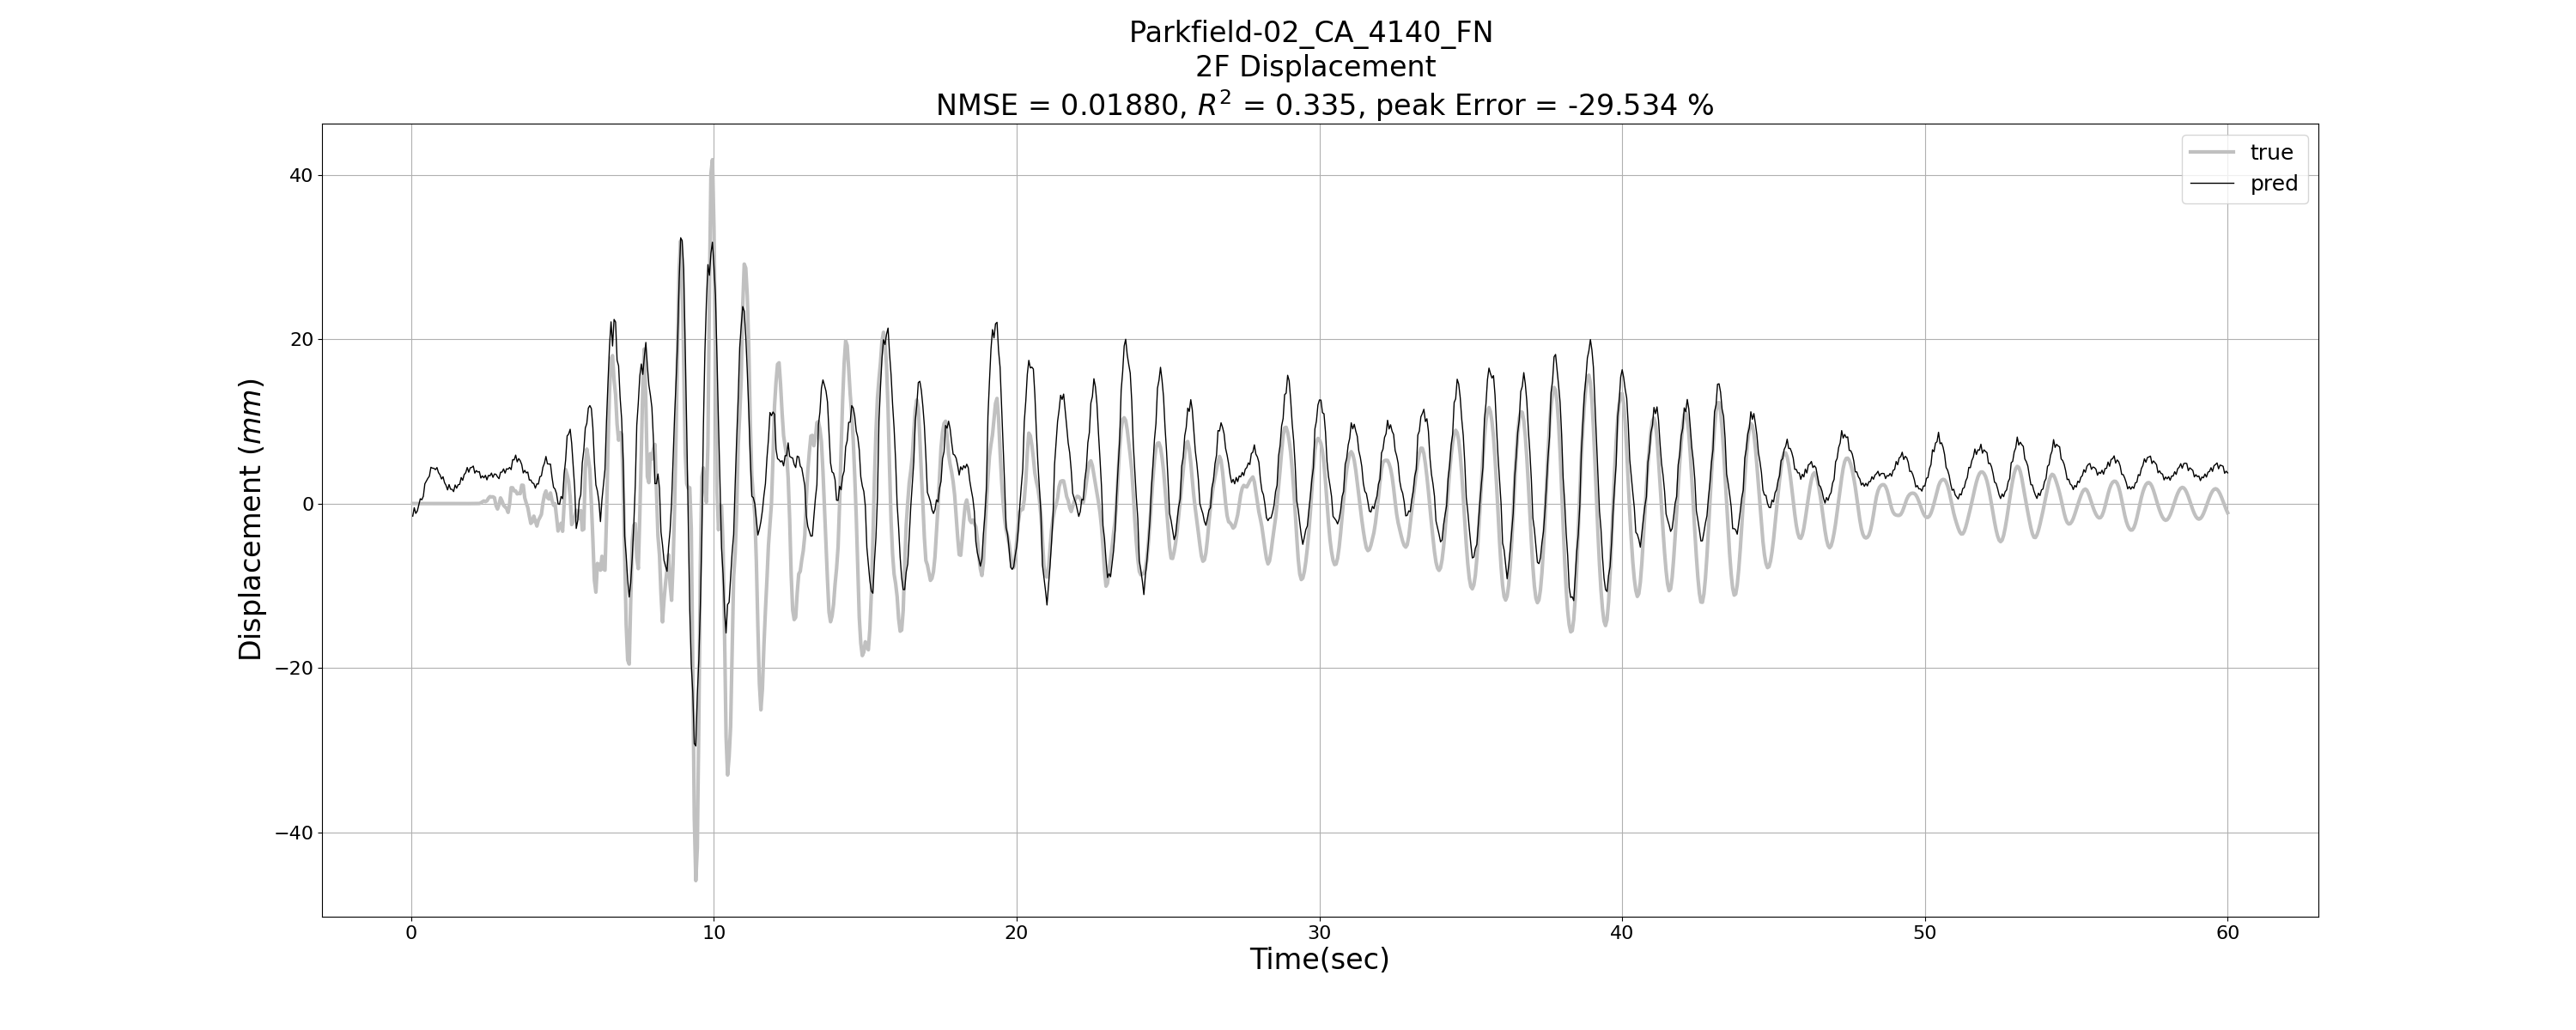 Parkfield-02_CA_4140_FN
2F Displacement
NMSE = 0.01880, R² = 0.335, peak Error = -29.534 %
true
pred
Displacement (mm)
40
20
0
−20
−40
0 10 20 30 40 50 60
Time(sec)